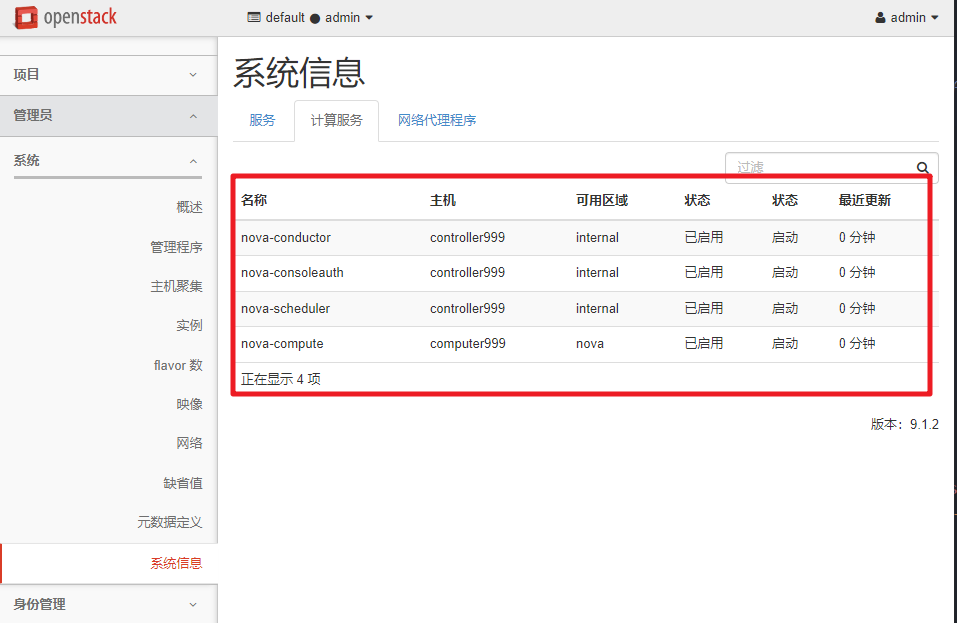 openstack
default ● admin
admin
项目
管理员
系统
概述
管理程序
主机聚集
实例
flavor 数
映像
网络
缺省值
元数据定义
系统信息
身份管理
系统信息
服务 计算服务 网络代理程序
过滤
名称 主机 可用区域 状态 状态 最近更新
nova-conductor controller999 internal 已启用 启动 0 分钟
nova-consoleauth controller999 internal 已启用 启动 0 分钟
nova-scheduler controller999 internal 已启用 启动 0 分钟
nova-compute computer999 nova 已启用 启动 0 分钟
正在显示 4 项
版本：9.1.2